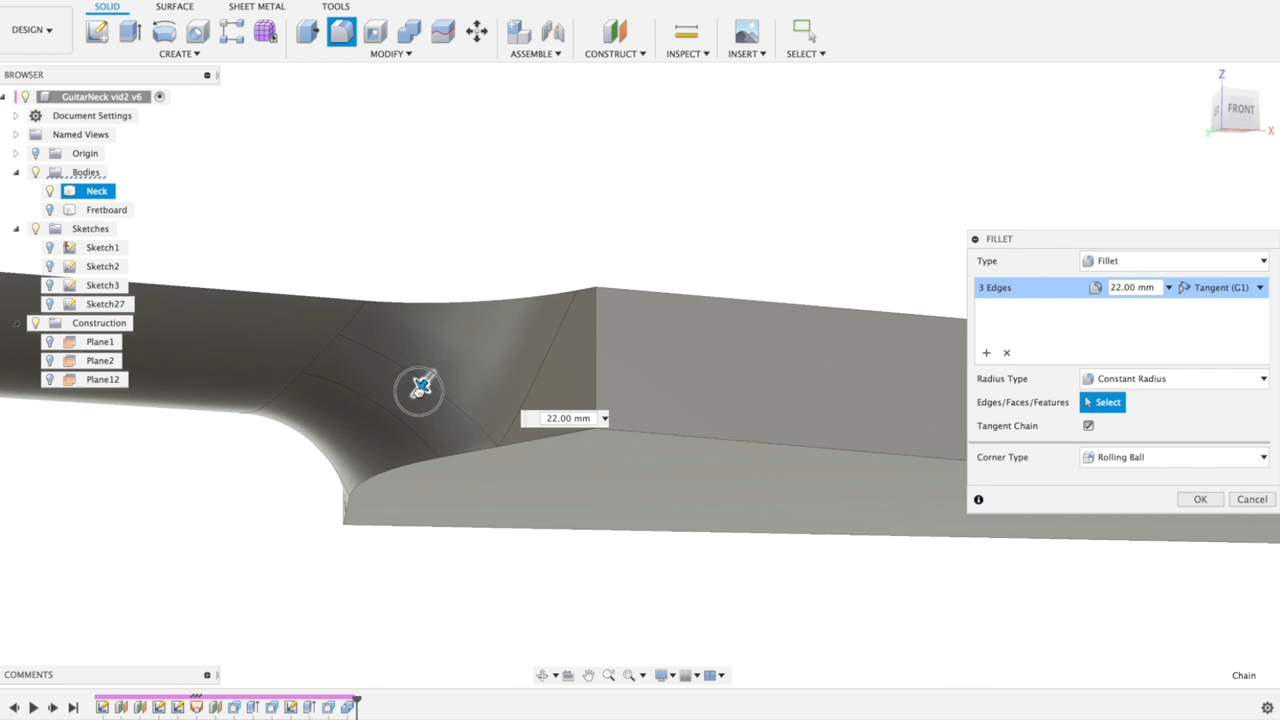 SOLID SURFACE SHEET METAL TOOLS
DESIGN
CREATE MODIFY ASSEMBLE CONSTRUCT INSPECT INSERT SELECT
BROWSER
GuitarNeck vid2 v6
Document Settings
Named Views
Origin
Bodies
Neck
Fretboard
Sketches
Sketch1
Sketch2
Sketch3
Sketch27
Construction
Plane1
Plane2
Plane12
Z
FRONT
X
Y
22.00 mm
FILLET
Type Fillet
3 Edges 22.00 mm Tangent (G1)
Radius Type Constant Radius
Edges/Faces/Features Select
Tangent Chain
Corner Type Rolling Ball
OK Cancel
COMMENTS
Chain